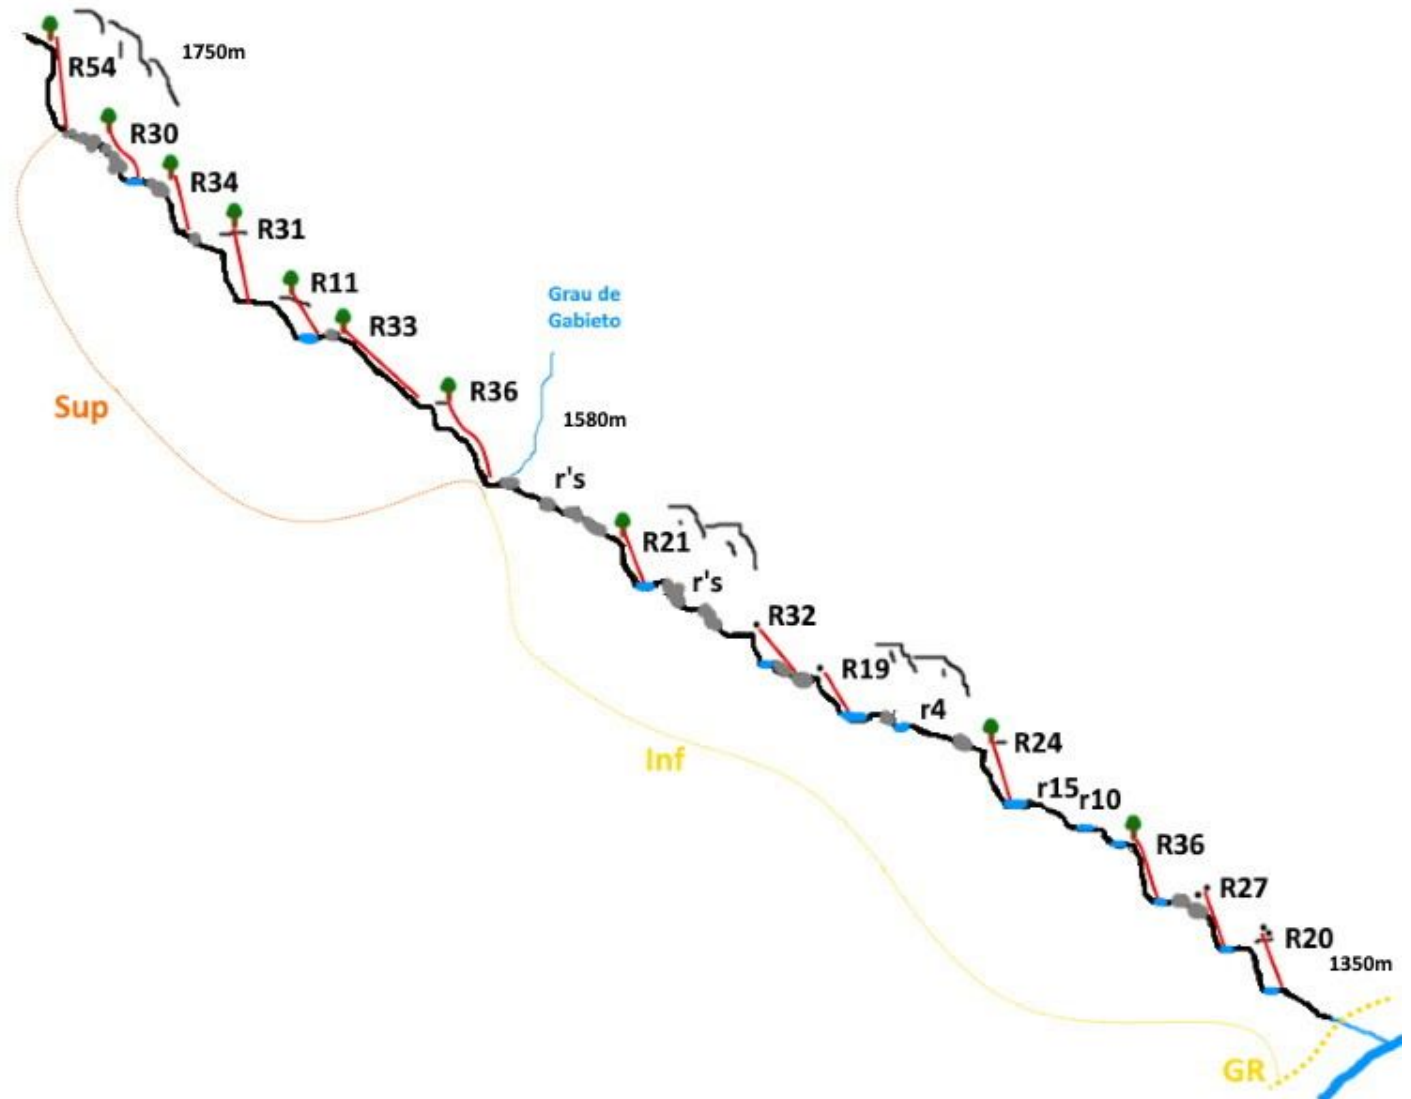 1750m
R54
R30
R34
R31
R11
Grau de
Gabieto
R33
R36
Sup
1580m
r's
R21
r's
R32
R19
r4
R24
Inf
r15
r10
R36
R27
R20
1350m
GR